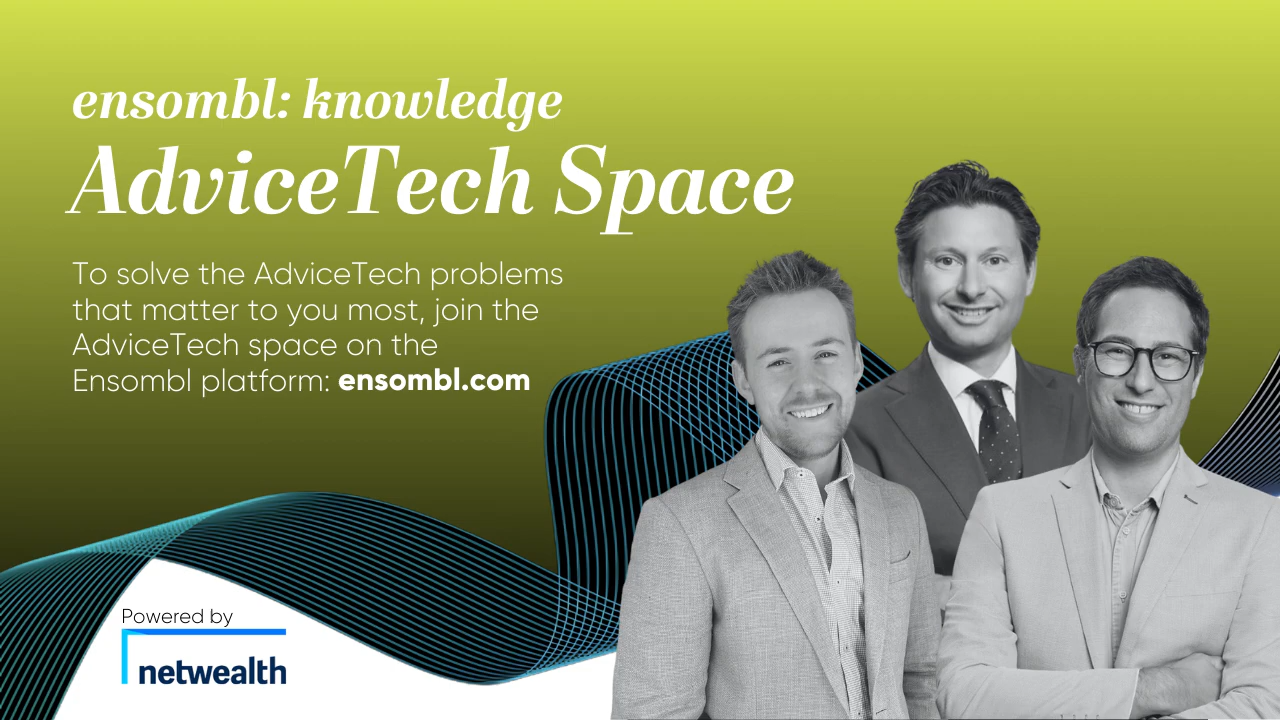 ensombl: knowledge
AdviceTech Space
To solve the AdviceTech problems
that matter to you most, join the
AdviceTech space on the
Ensombl platform: ensombl.com
Powered by
netwealth